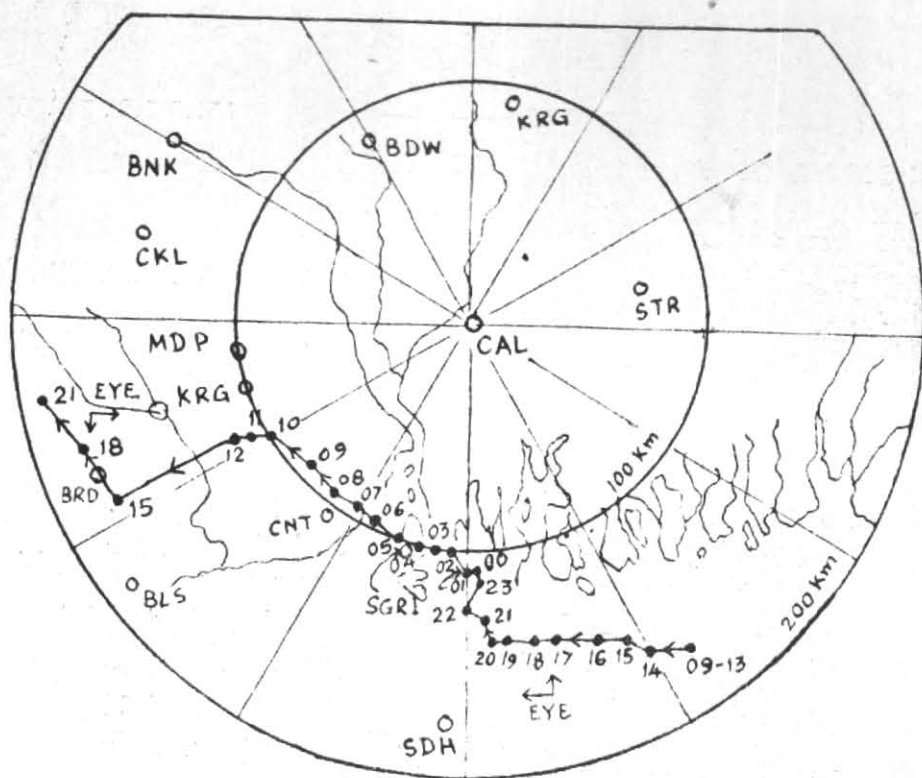 KRG
BDW
BNK
CKL
STR
CAL
MDP
KRG
EYE
21
18
BRD
15
12
11
10
09
08
07
06
05
04
03
02
01
00
23
22
21
20
19
18
17
16
15
14
09-13
EYE
CNT
SGRI
BLS
SDH
100 Km
200 Km